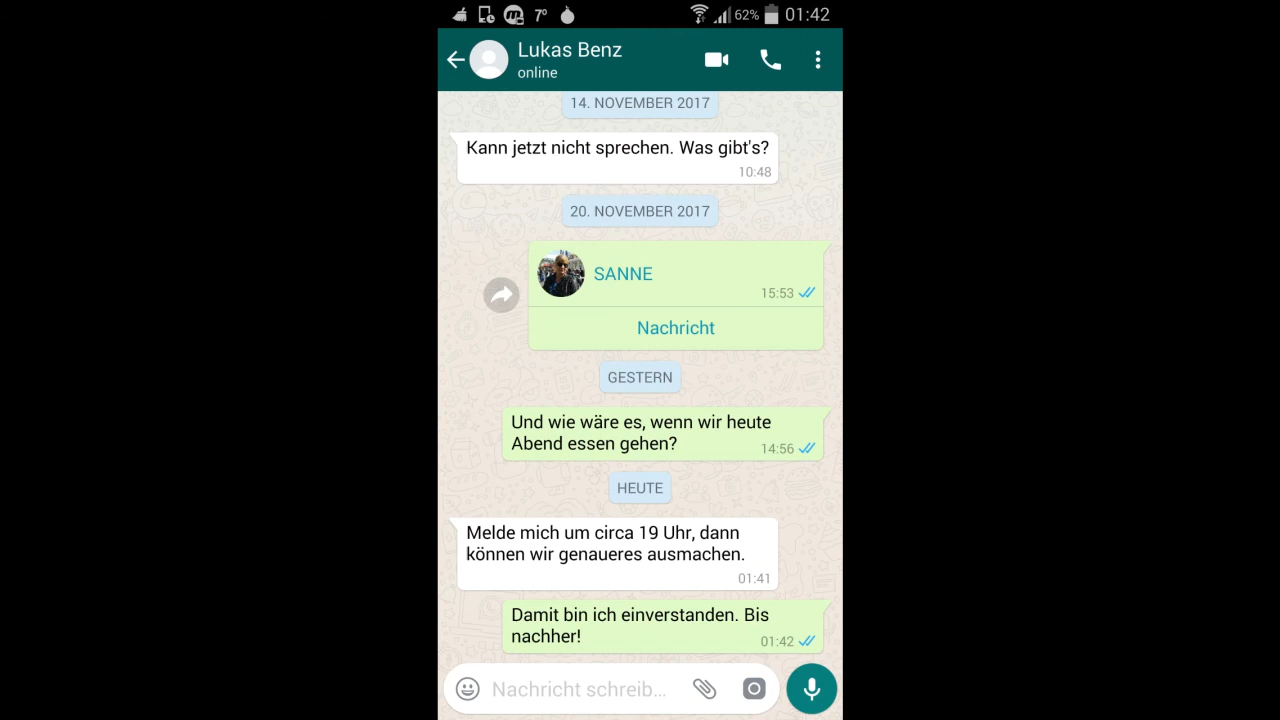 7° 62% 01:42
Lukas Benz
online
14. NOVEMBER 2017
Kann jetzt nicht sprechen. Was gibt's?
10:48
20. NOVEMBER 2017
SANNE
15:53
Nachricht
GESTERN
Und wie wäre es, wenn wir heute
Abend essen gehen?
14:56
HEUTE
Melde mich um circa 19 Uhr, dann
können wir genaueres ausmachen.
01:41
Damit bin ich einverstanden. Bis
nachher!
01:42
Nachricht schreib...